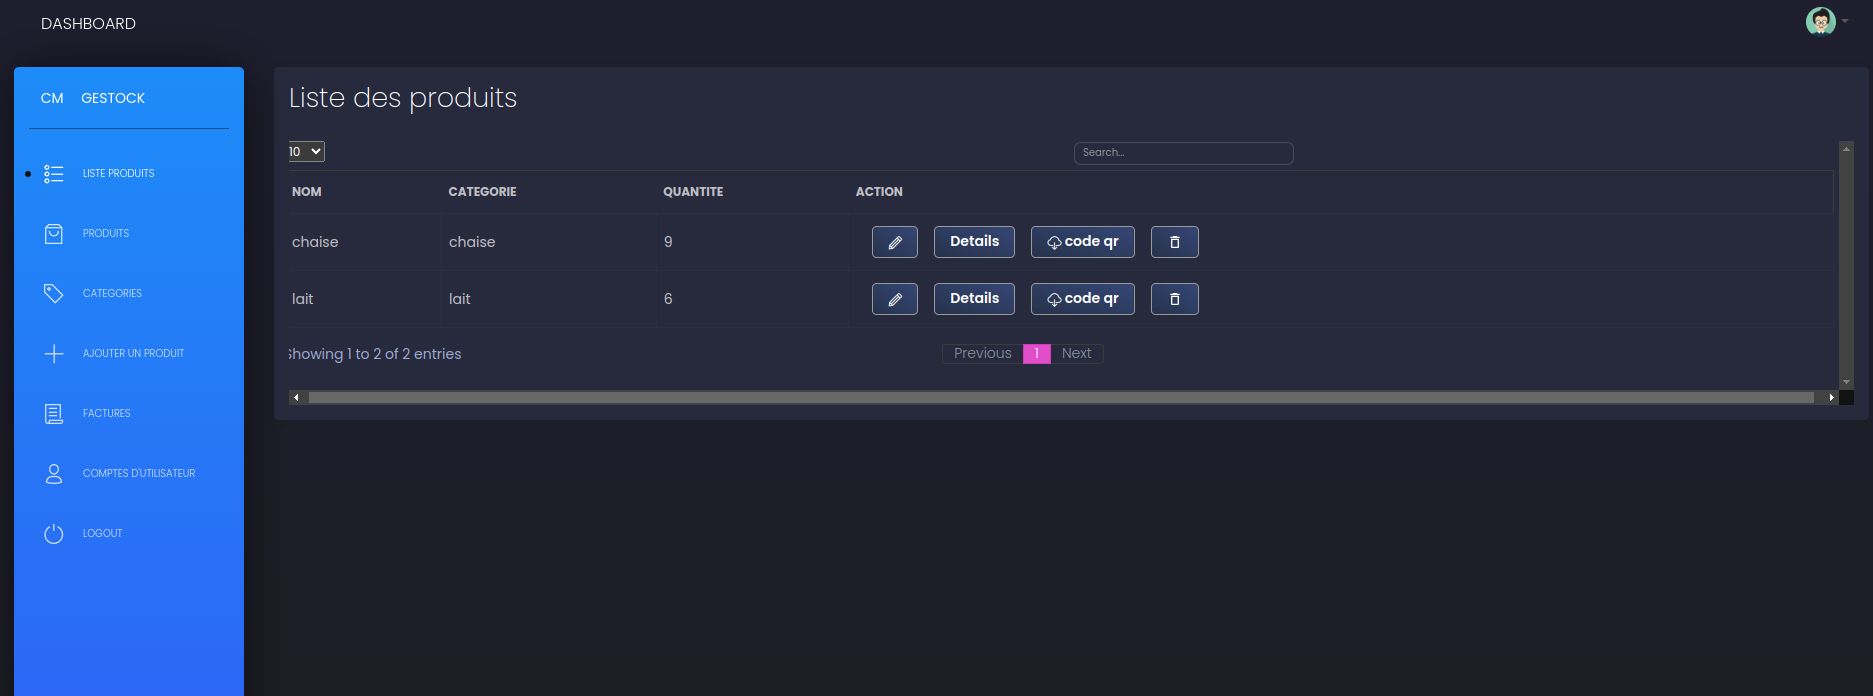 DASHBOARD
CM GESTOCK
LISTE PRODUITS
PRODUITS
CATEGORIES
AJOUTER UN PRODUIT
FACTURES
COMPTES D'UTILISATEUR
LOGOUT
Liste des produits
10
Search...
NOM CATEGORIE QUANTITE ACTION
chaise chaise 9 Details code qr
lait lait 6 Details code qr
Showing 1 to 2 of 2 entries
Previous 1 Next